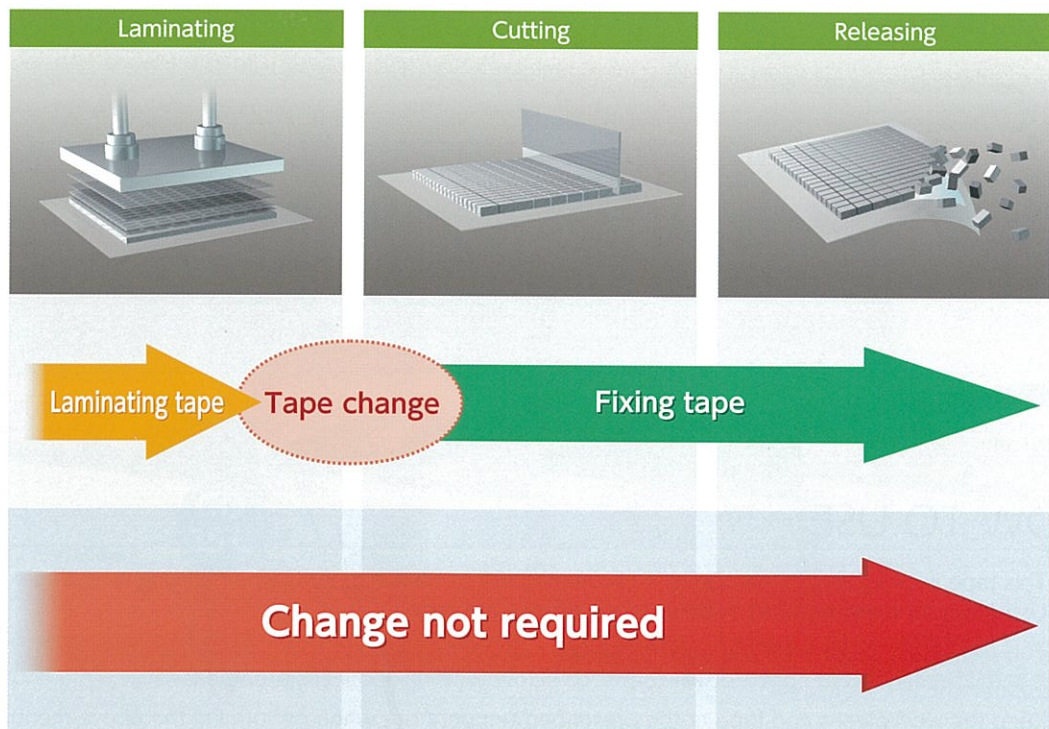 Laminating
Cutting
Releasing
Laminating tape
Tape change
Fixing tape
Change not required